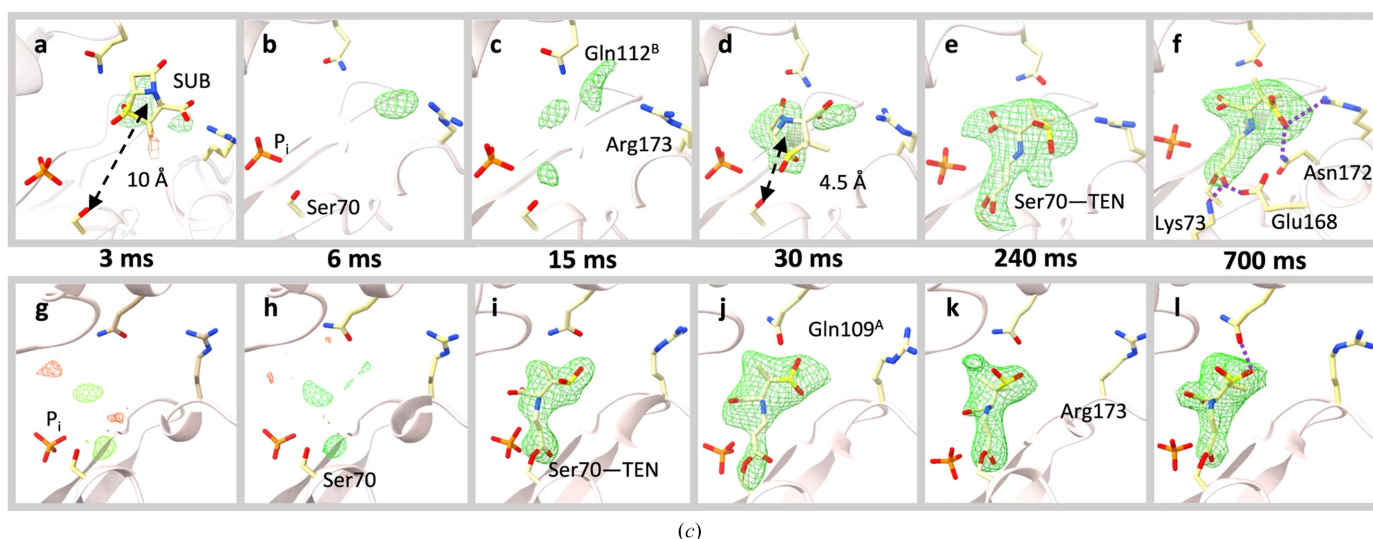 a b c d e f
SUB Gln112ᴮ
10 Å Pᵢ Arg173 4.5 Å Asn172
Ser70 Ser70—TEN Lys73 Glu168
3 ms 6 ms 15 ms 30 ms 240 ms 700 ms
g h i j k l
Gln109ᴬ
Pᵢ Arg173
Ser70 Ser70—TEN
(c)